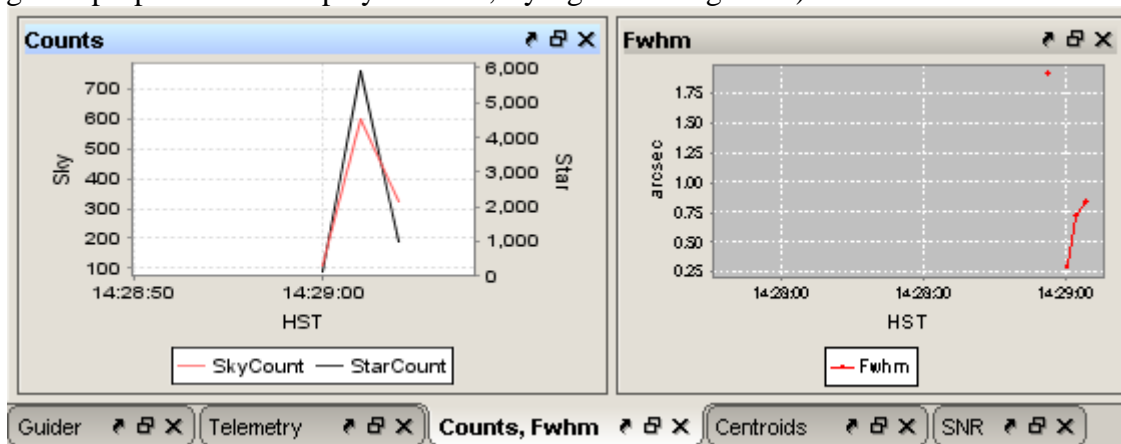 Counts
Sky
700
600
500
400
300
200
100
6,000
5,000
4,000
3,000
2,000
1,000
0
Star
14:28:50 14:29:00
HST
SkyCount StarCount
Fwhm
arcsec
1.75
1.50
1.25
1.00
0.75
0.50
0.25
14:28:00 14:28:30 14:29:00
HST
Fwhm
Guider Telemetry Counts, Fwhm Centroids SNR